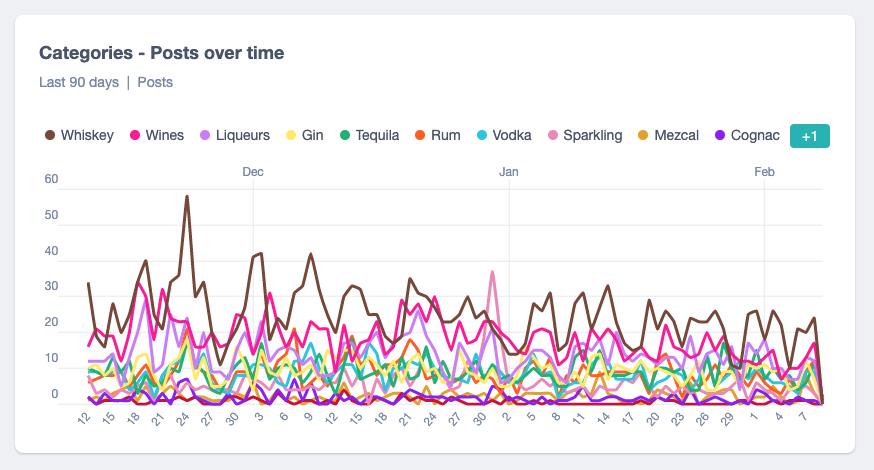 Categories - Posts over time
Last 90 days | Posts
Whiskey Wines Liqueurs Gin Tequila Rum Vodka Sparkling Mezcal Cognac +1
Dec Jan Feb
60
50
40
30
20
10
0
12 15 18 21 24 27 30 3 6 9 12 15 18 21 24 27 30 2 5 8 11 14 17 20 23 26 29 1 4 7